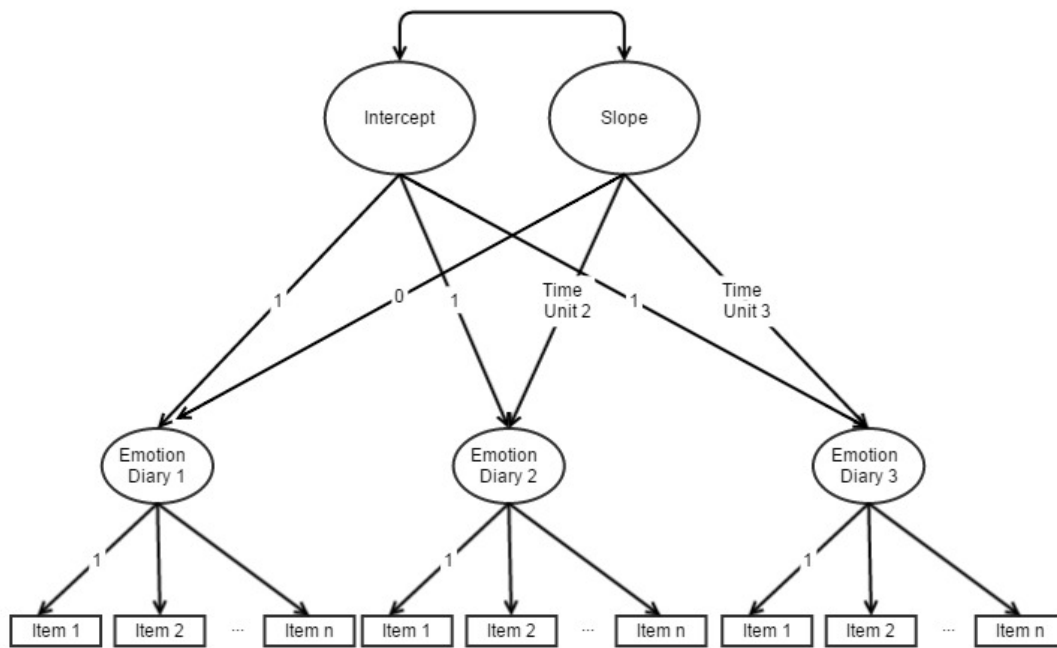 Intercept
Slope
1
0
1
Time
Unit 2
1
Time
Unit 3
Emotion
Diary 1
Emotion
Diary 2
Emotion
Diary 3
1
1
1
Item 1
Item 2
...
Item n
Item 1
Item 2
...
Item n
Item 1
Item 2
...
Item n